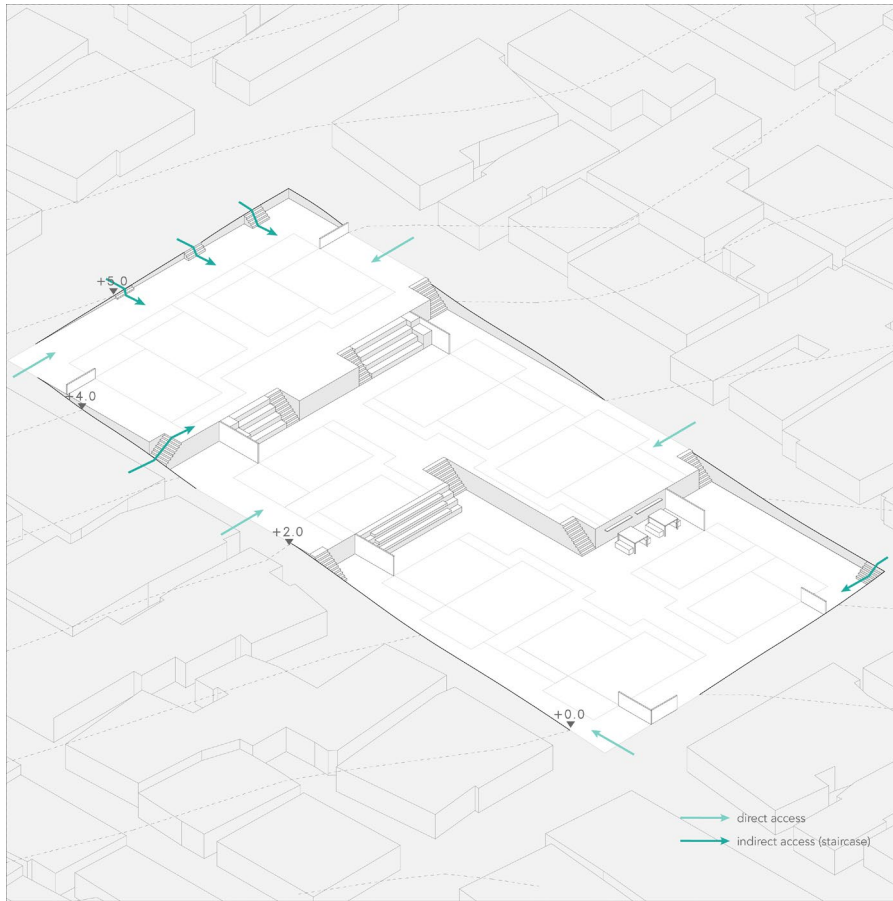 +5.0
+4.0
+2.0
+0.0
direct access
indirect access (staircase)